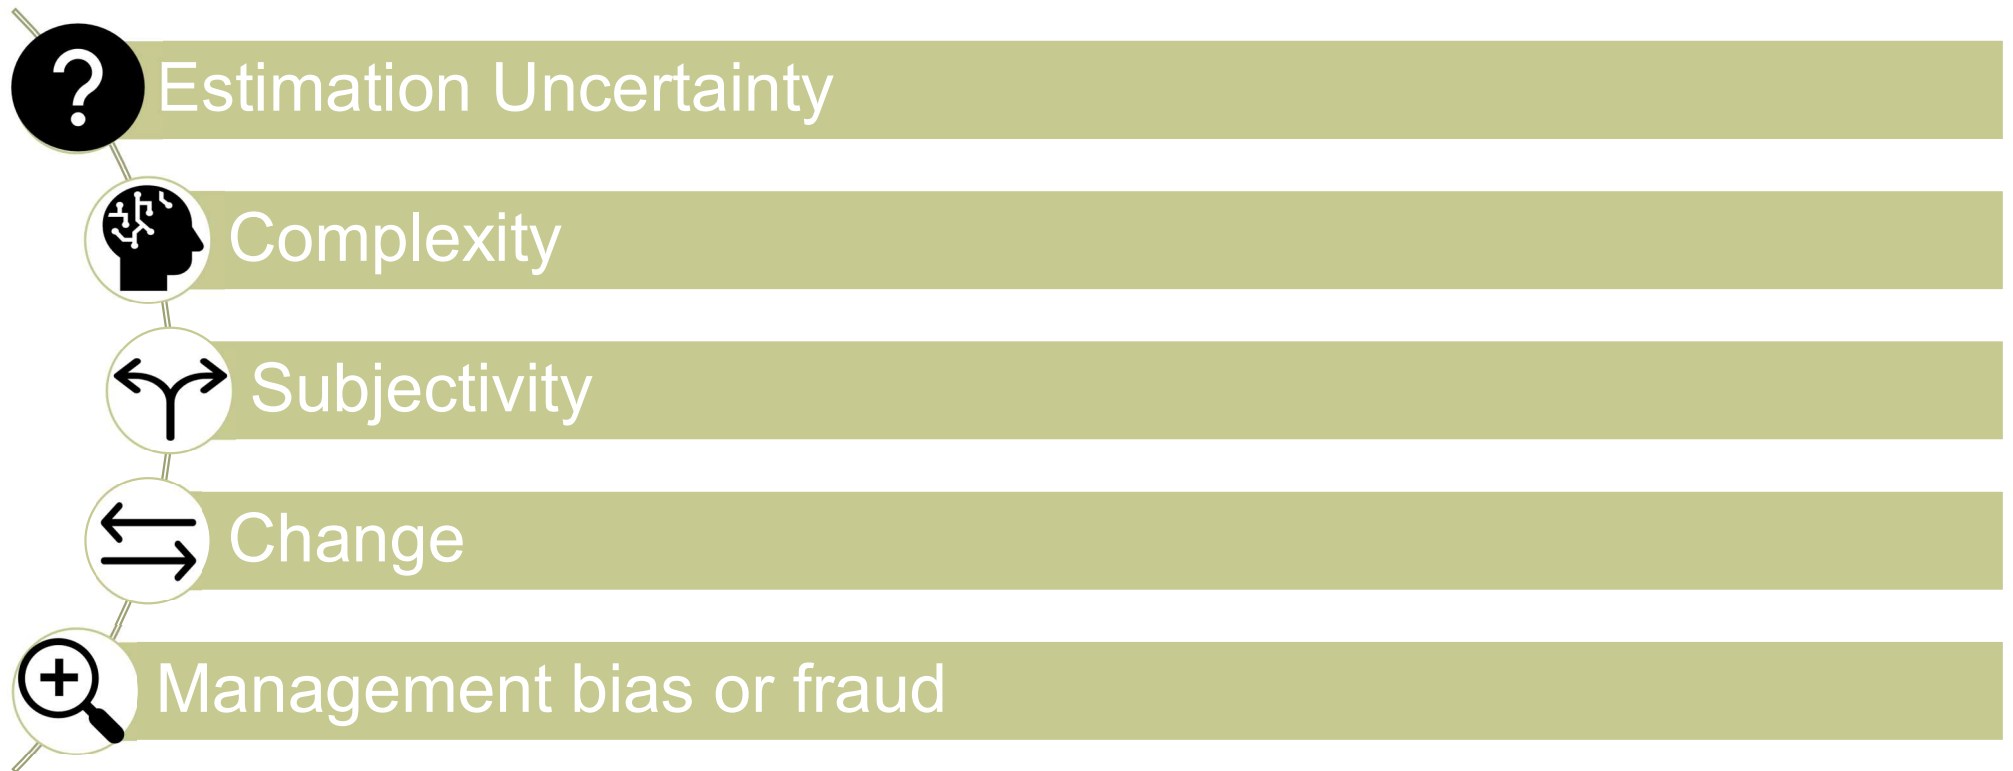 Estimation Uncertainty
Complexity
Subjectivity
Change
Management bias or fraud